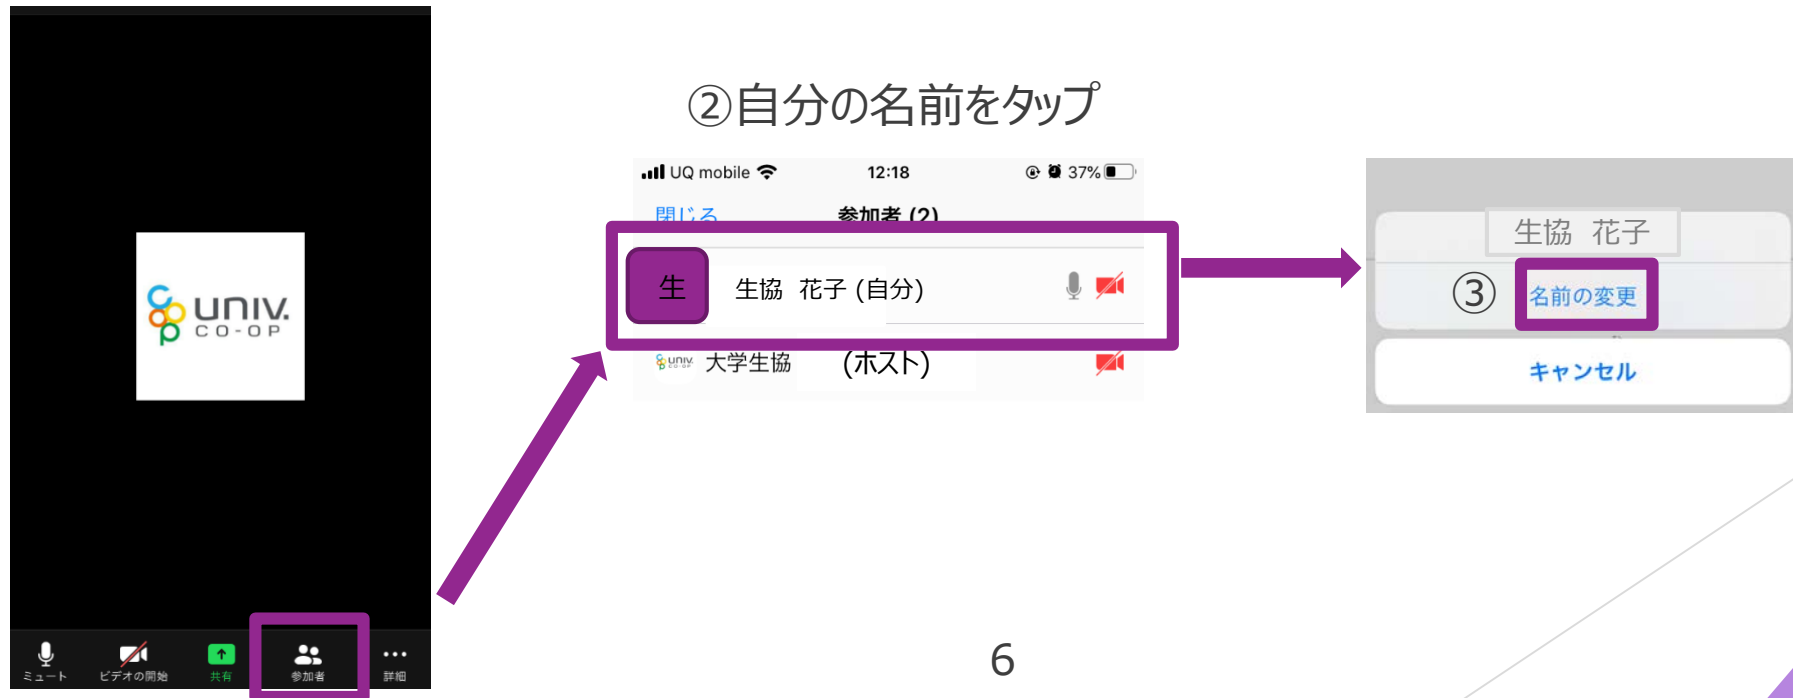 UNIV.
CO-OP
ミュート
ビデオの開始
共有
参加者
詳細
②自分の名前をタップ
UQ mobile 12:18 37%
閉じる 参加者 (2)
生 生協 花子 (自分)
UNIV. CO-OP 大学生協 (ホスト)
生協 花子
③ 名前の変更
キャンセル
6